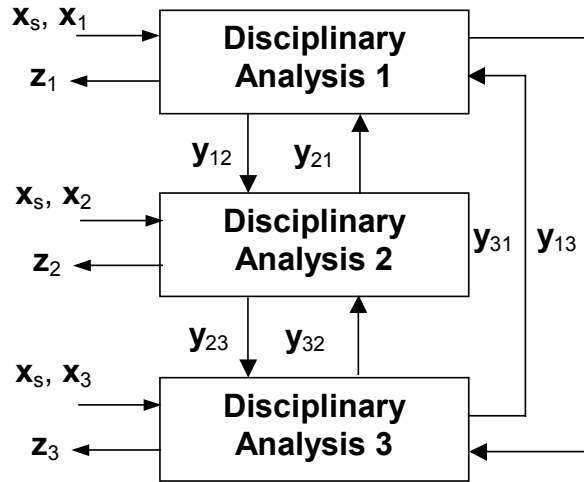 xs, x1
Disciplinary
Analysis 1
z1
y12
y21
xs, x2
Disciplinary
Analysis 2
z2
y31
y13
y23
y32
xs, x3
Disciplinary
Analysis 3
z3